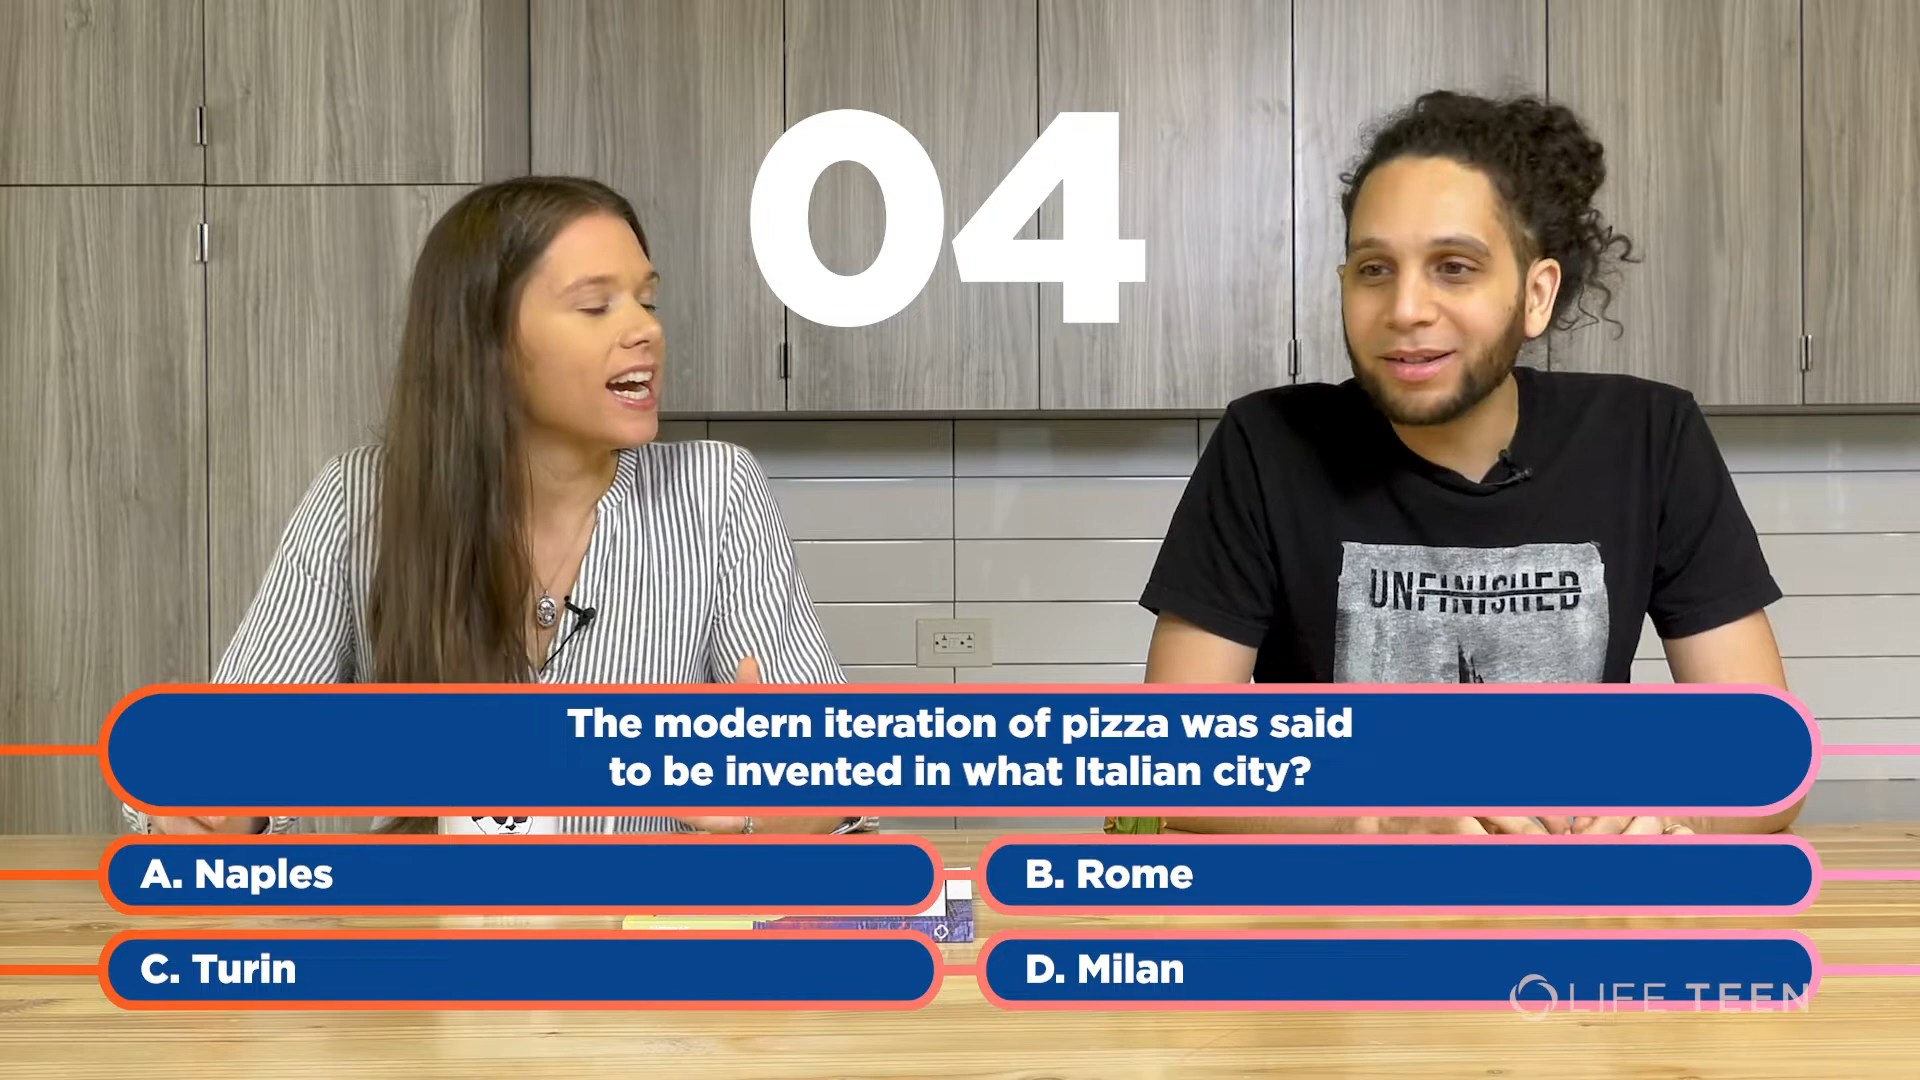 04
UNFINISHED
The modern iteration of pizza was said
to be invented in what Italian city?
A. Naples
B. Rome
C. Turin
D. Milan
LIFE TEEN